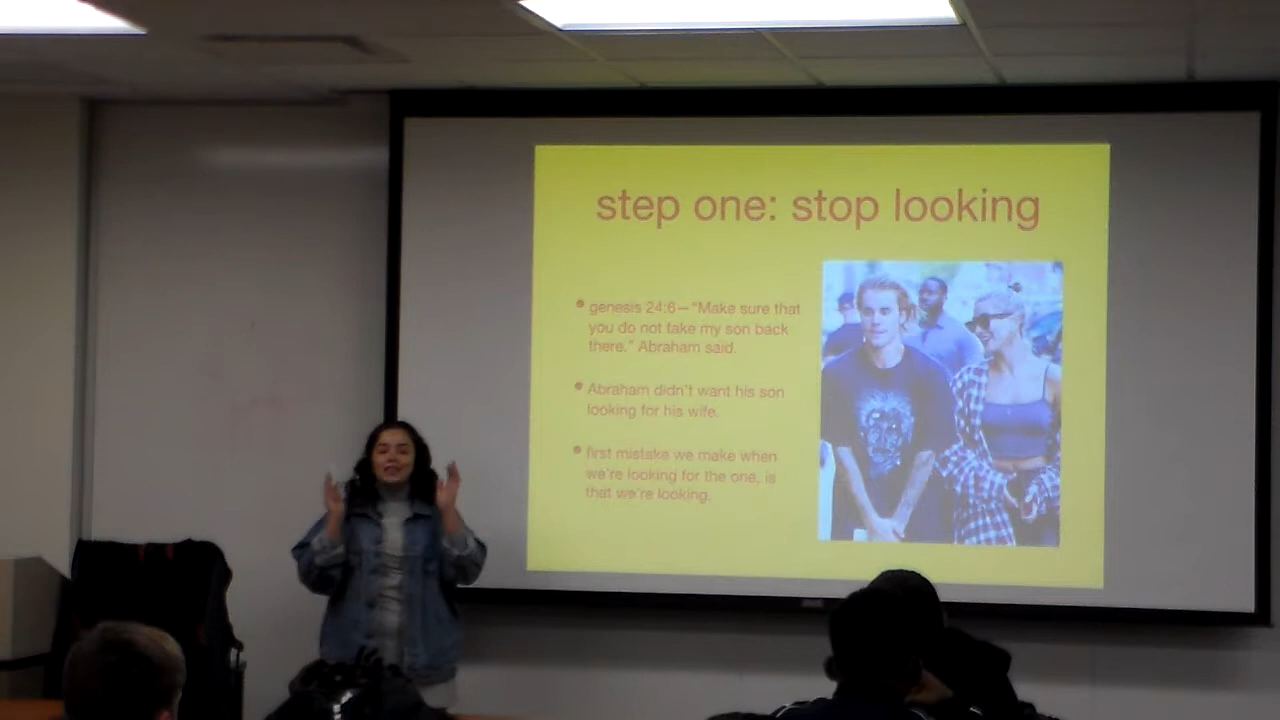 step one: stop looking
genesis 24:6—“Make sure that
you do not take my son back
there.” Abraham said.
Abraham didn't want his son
looking for his wife.
first mistake we make when
we're looking for the one, is
that we're looking.